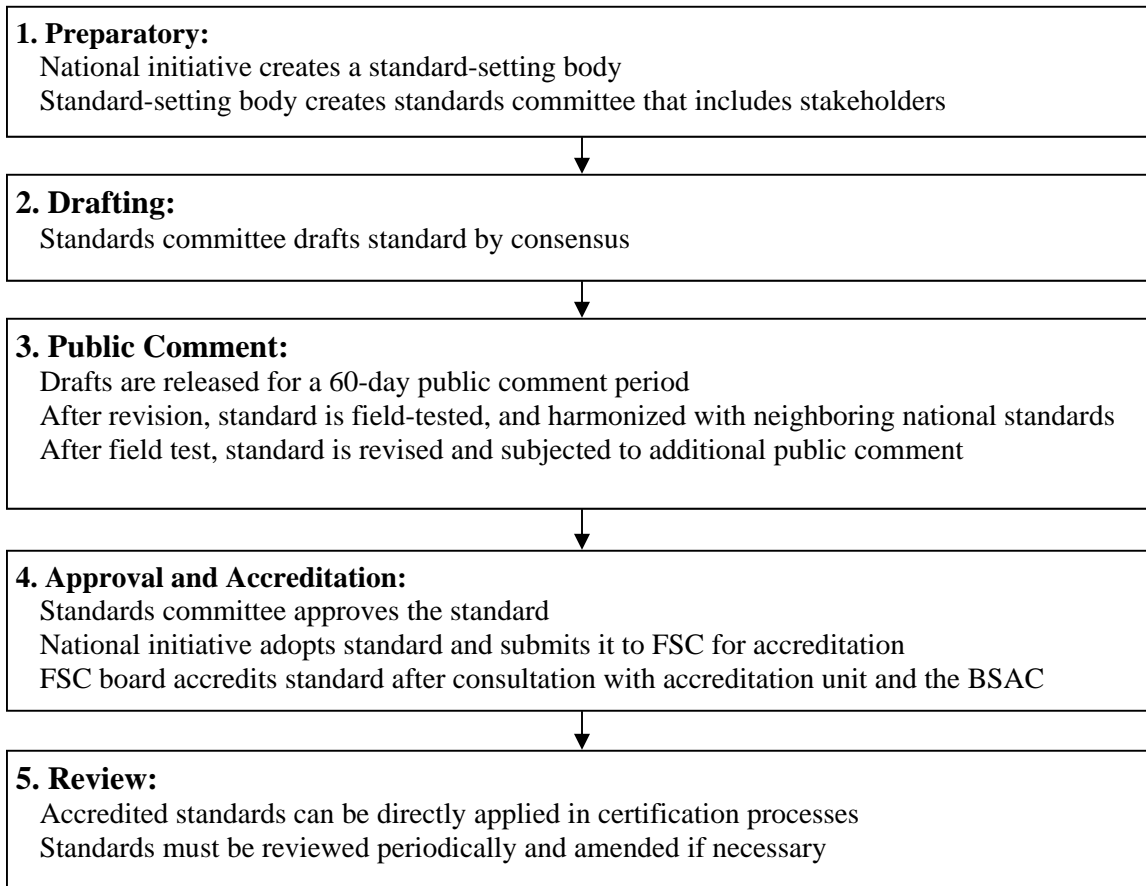 1. Preparatory:
National initiative creates a standard-setting body
Standard-setting body creates standards committee that includes stakeholders
2. Drafting:
Standards committee drafts standard by consensus
3. Public Comment:
Drafts are released for a 60-day public comment period
After revision, standard is field-tested, and harmonized with neighboring national standards
After field test, standard is revised and subjected to additional public comment
4. Approval and Accreditation:
Standards committee approves the standard
National initiative adopts standard and submits it to FSC for accreditation
FSC board accredits standard after consultation with accreditation unit and the BSAC
5. Review:
Accredited standards can be directly applied in certification processes
Standards must be reviewed periodically and amended if necessary